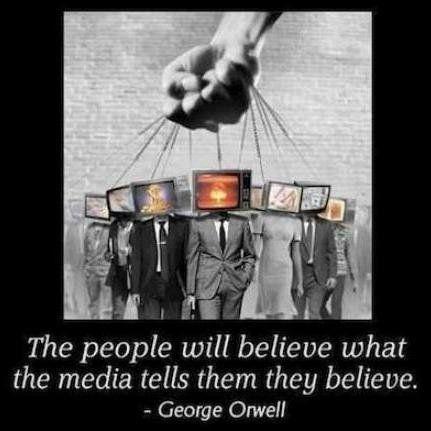 The people will believe what
the media tells them they believe.
- George Orwell